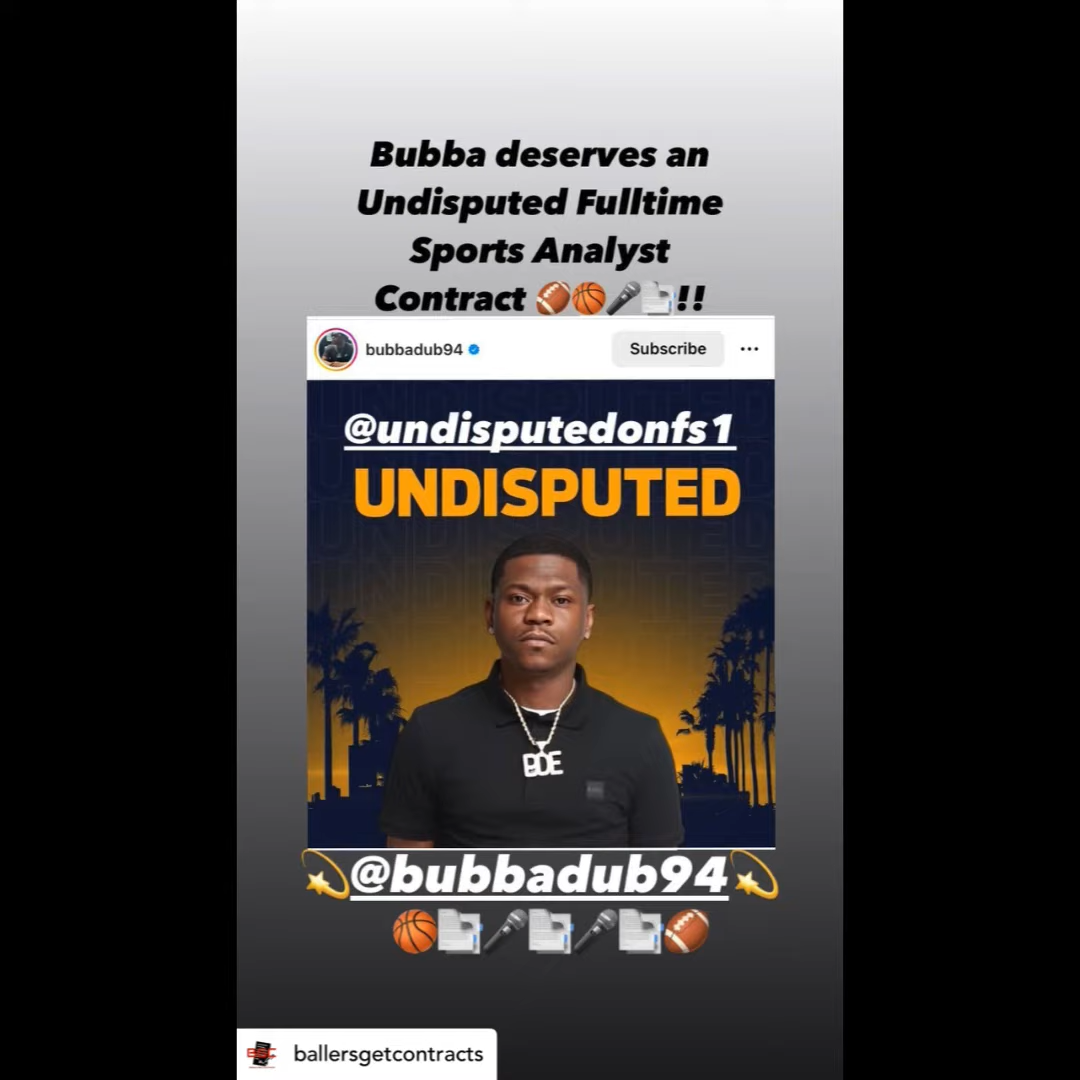 Bubba deserves an
Undisputed Fulltime
Sports Analyst
Contract 🏈🏀🎤📑!!
bubbadub94
Subscribe
@undisputedonfs1
UNDISPUTED
BDE
@bubbadub94
ballersgetcontracts